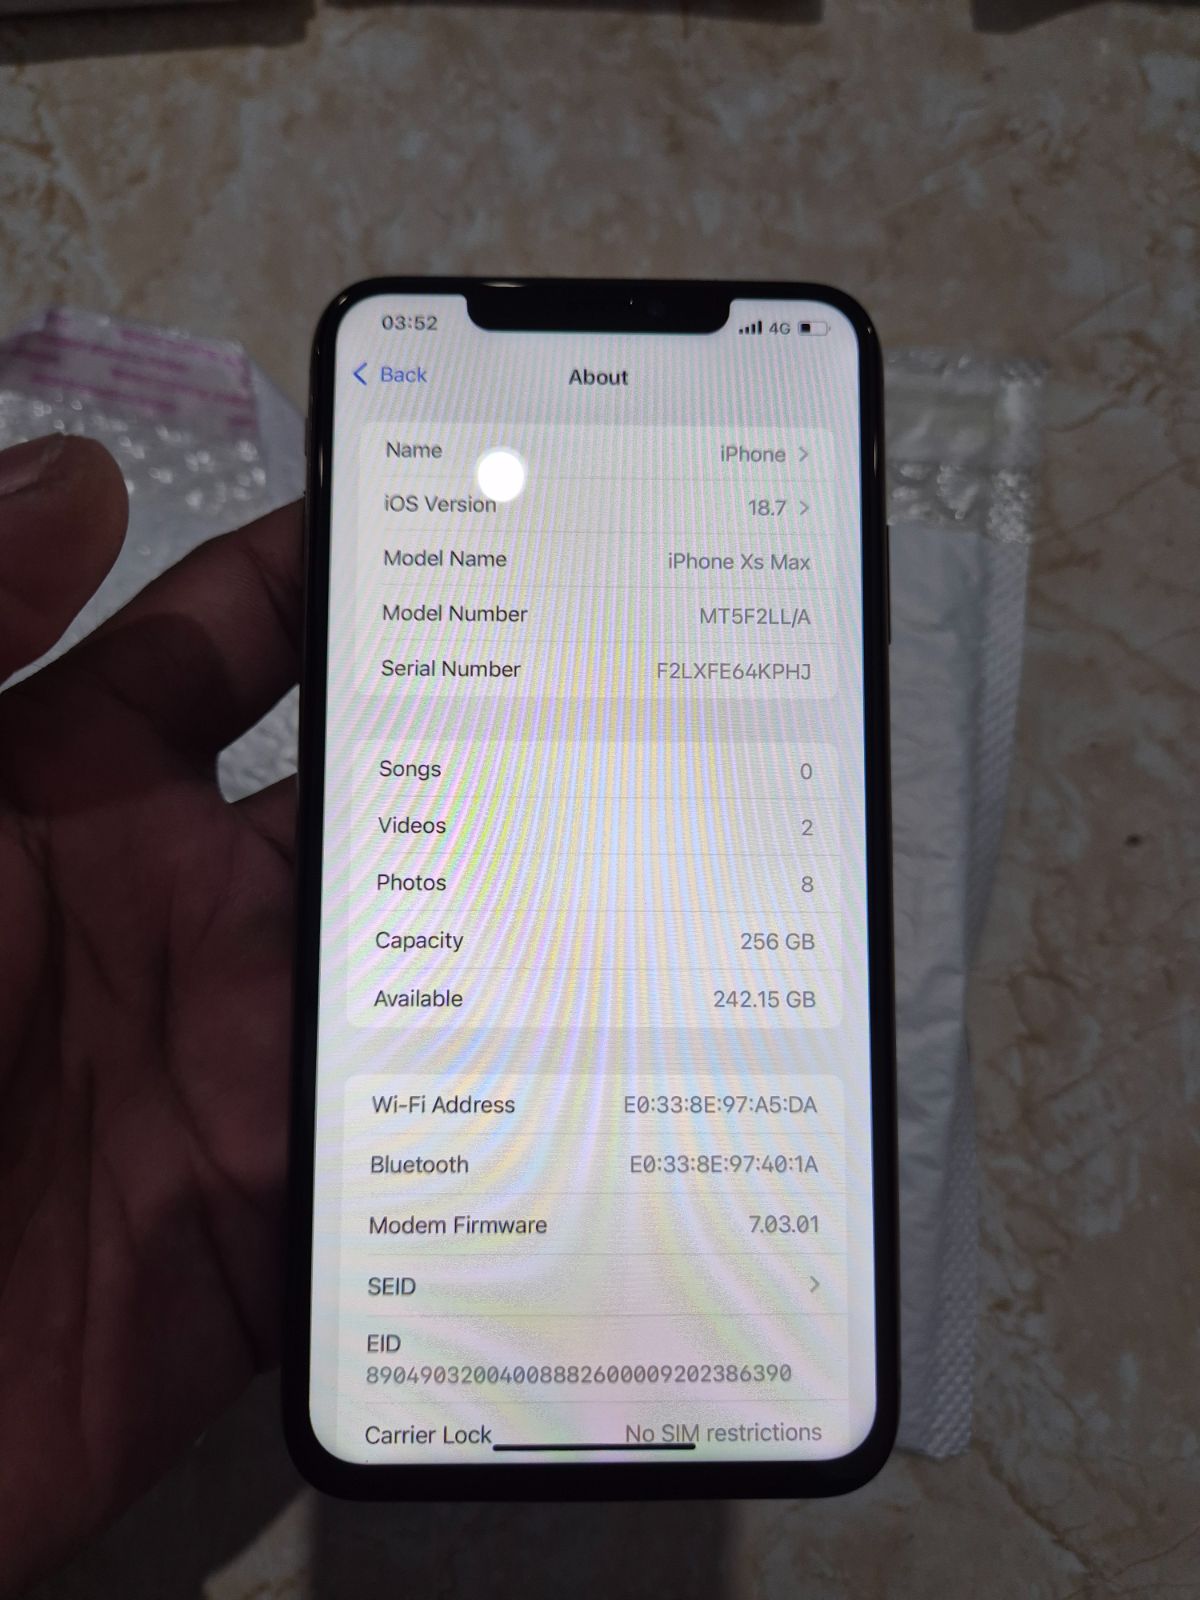 03:52 4G
Back About
Name iPhone
iOS Version 18.7
Model Name iPhone Xs Max
Model Number MT5F2LL/A
Serial Number F2LXFE64KPHJ
Songs 0
Videos 2
Photos 8
Capacity 256 GB
Available 242.15 GB
Wi-Fi Address E0:33:8E:97:A5:DA
Bluetooth E0:33:8E:97:40:1A
Modem Firmware 7.03.01
SEID
EID
89049032004008882600009202386390
Carrier Lock No SIM restrictions